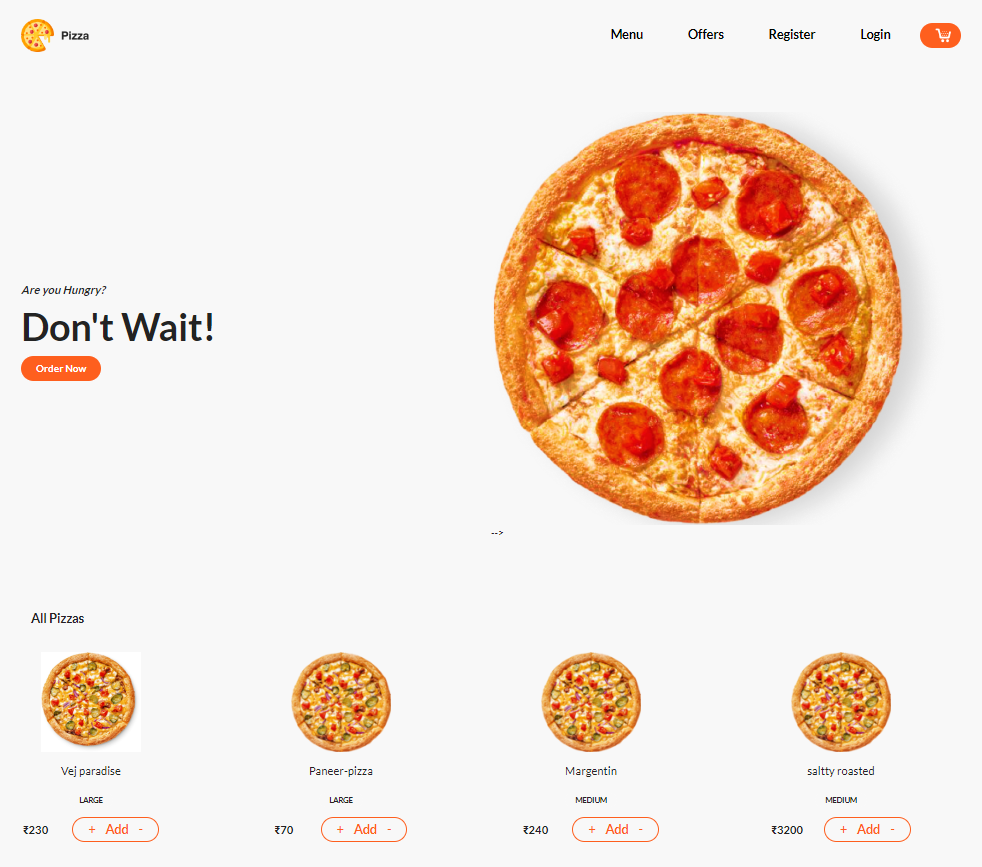 Pizza
Menu Offers Register Login
Are you Hungry?
Don't Wait!
Order Now
-->
All Pizzas
Vej paradise Paneer-pizza Margentin saltty roasted
LARGE LARGE MEDIUM MEDIUM
₹230 + Add - ₹70 + Add - ₹240 + Add - ₹3200 + Add -